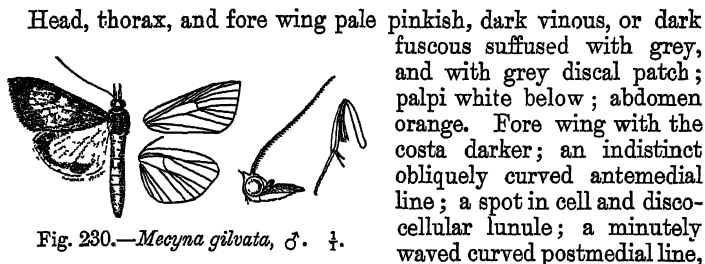 Head, thorax, and fore wing pale pinkish, dark vinous, or dark
fuscous suffused with grey,
and with grey discal patch;
palpi white below; abdomen
orange. Fore wing with the
costa darker; an indistinct
obliquely curved antemedial
line; a spot in cell and disco-
cellular lunule; a minutely
waved curved postmedial line,
Fig. 230.—Mecyna gilvata, ♂. 1/1.